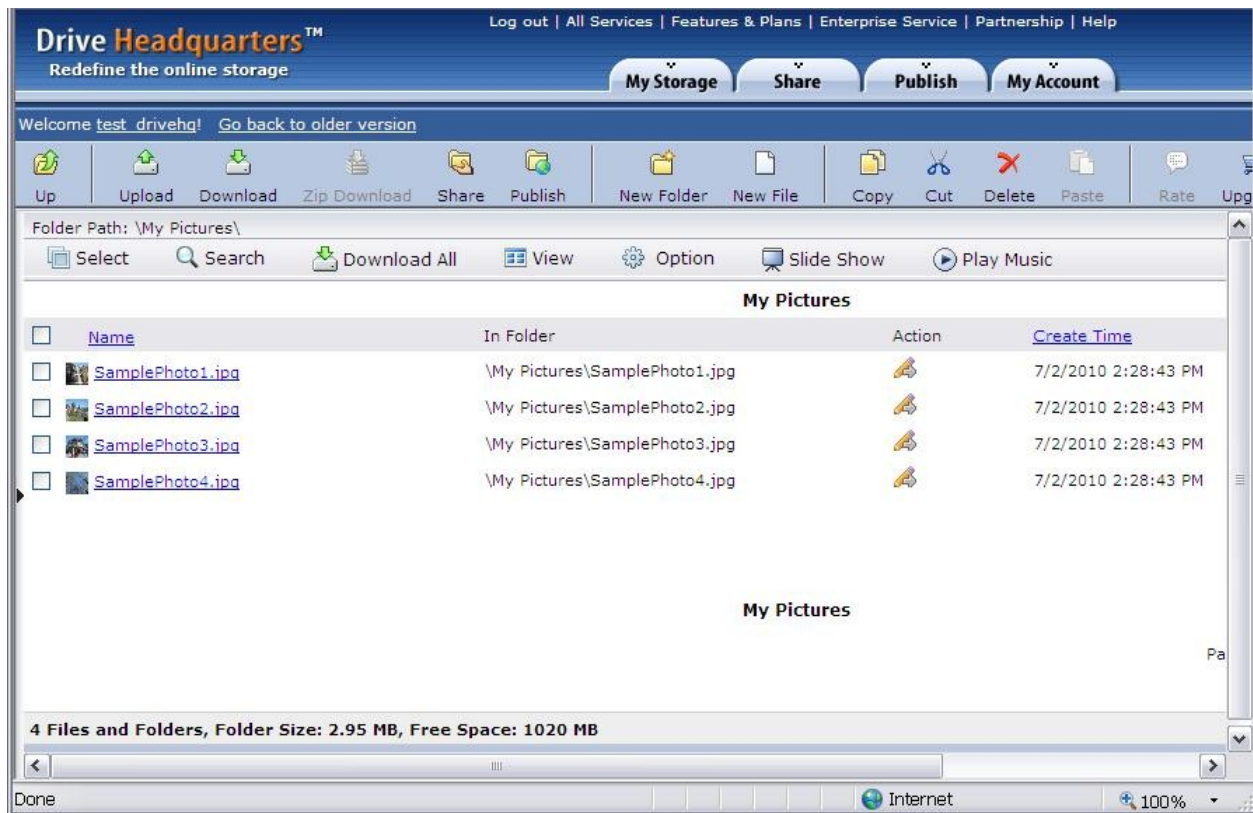 Log out | All Services | Features & Plans | Enterprise Service | Partnership | Help
Drive Headquarters™
Redefine the online storage
My Storage Share Publish My Account
Welcome test_drivehq! Go back to older version
Up Upload Download Zip Download Share Publish New Folder New File Copy Cut Delete Paste Rate Upg
Folder Path: \My Pictures\
Select Search Download All View Option Slide Show Play Music
My Pictures
Name In Folder Action Create Time
SamplePhoto1.jpg \My Pictures\SamplePhoto1.jpg 7/2/2010 2:28:43 PM
SamplePhoto2.jpg \My Pictures\SamplePhoto2.jpg 7/2/2010 2:28:43 PM
SamplePhoto3.jpg \My Pictures\SamplePhoto3.jpg 7/2/2010 2:28:43 PM
SamplePhoto4.jpg \My Pictures\SamplePhoto4.jpg 7/2/2010 2:28:43 PM
My Pictures
Pa
4 Files and Folders, Folder Size: 2.95 MB, Free Space: 1020 MB
Done Internet 100%